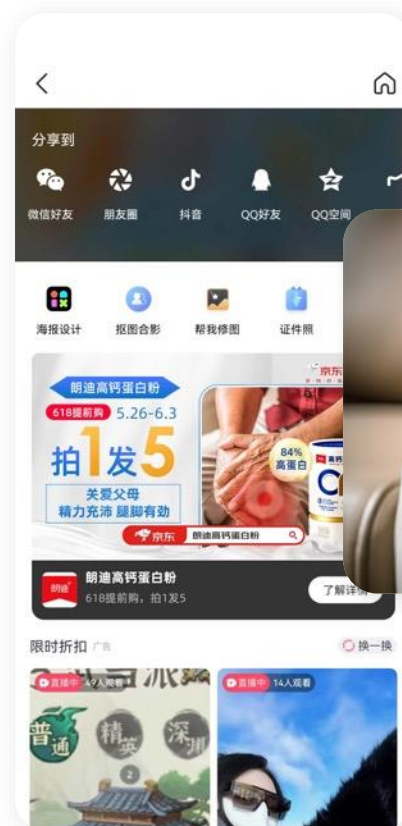 分享到
微信好友 朋友圈 抖音 QQ好友 QQ空间
海报设计 抠图合影 帮我修图 证件照
京东
朗迪高钙蛋白粉
618提前购 5.26-6.3
拍1发5
84%
高蛋白
关爱父母
精力充沛 腿脚有劲
京东 朗迪高钙蛋白粉
朗迪 朗迪高钙蛋白粉
618提前购，拍1发5
了解详情
限时折扣 广告 换一换
直播中 49人观看 直播中 14人观看
普通 精英 深渊
2